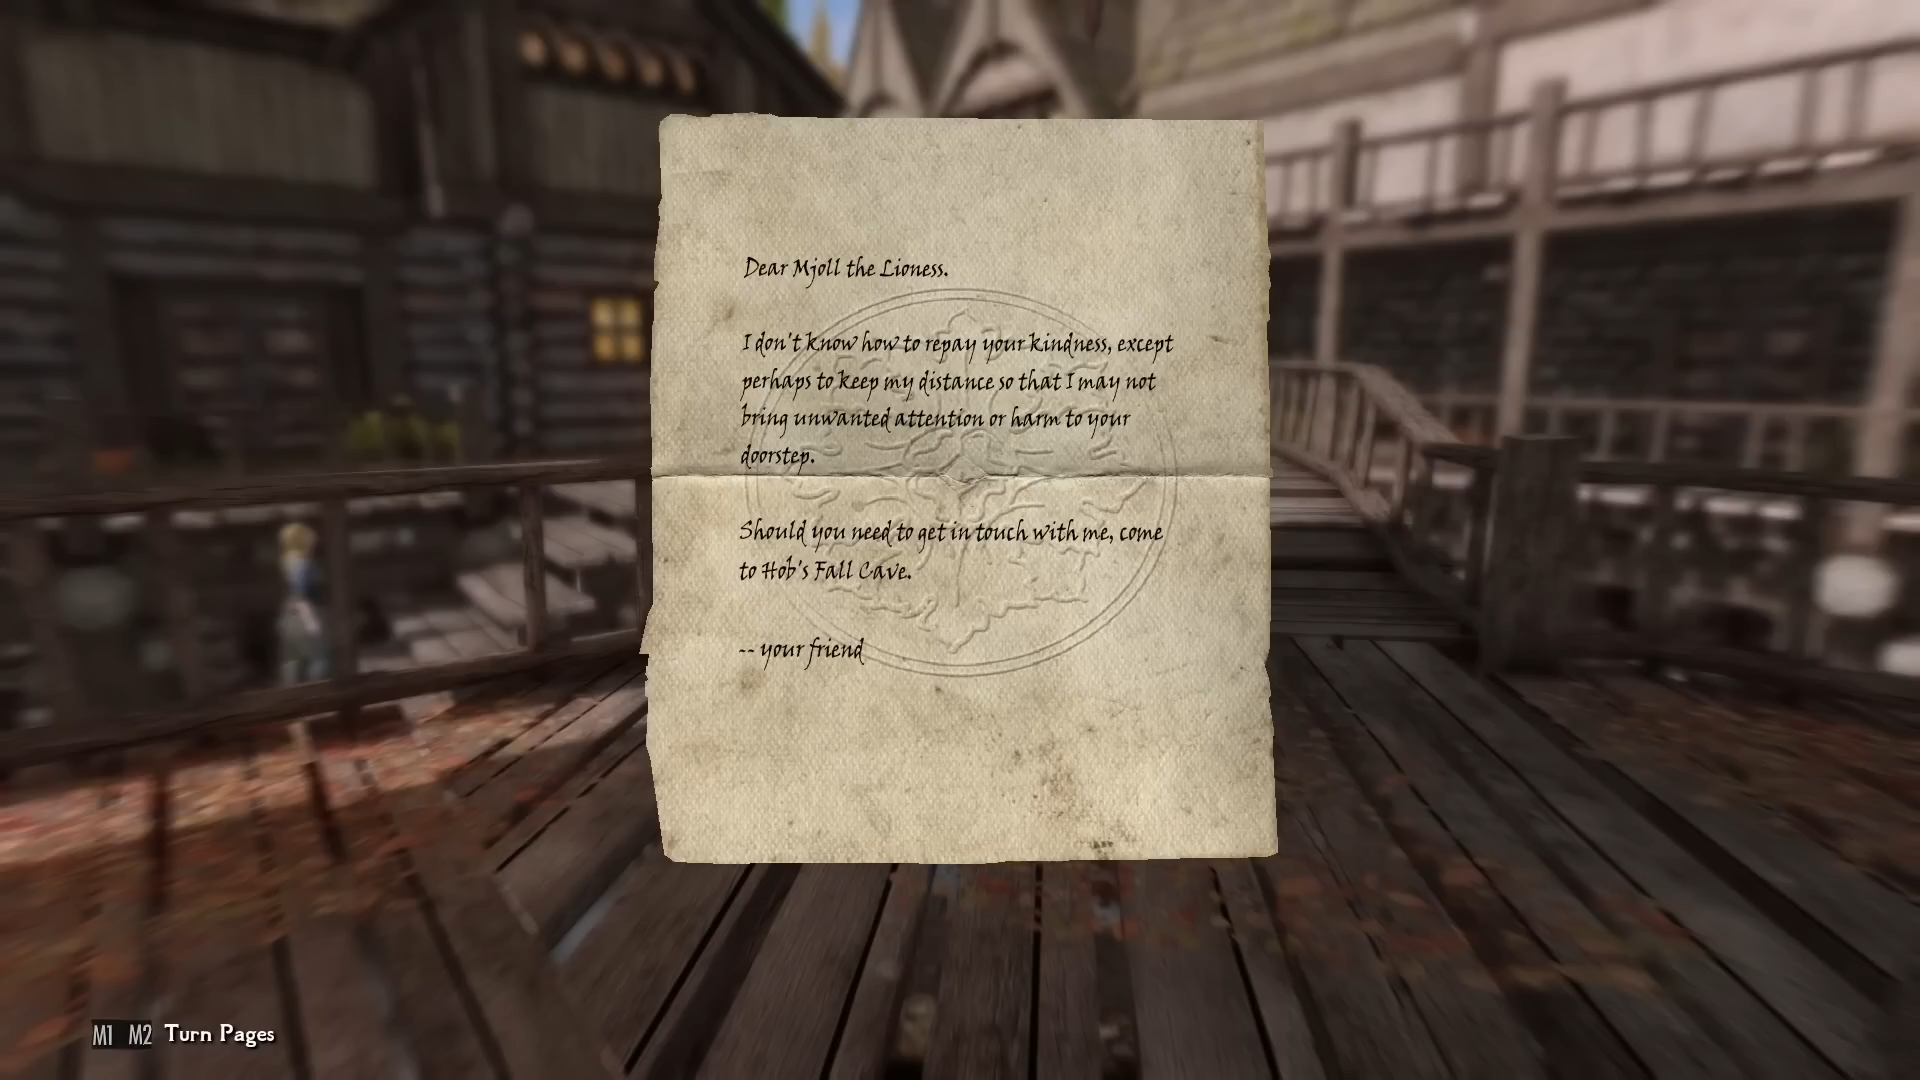 Dear Mjoll the Lioness.
I don't know how to repay your kindness, except
perhaps to keep my distance so that I may not
bring unwanted attention or harm to your
doorstep.
Should you need to get in touch with me, come
to Hob's Fall Cave.
-- your friend
M1 M2 Turn Pages